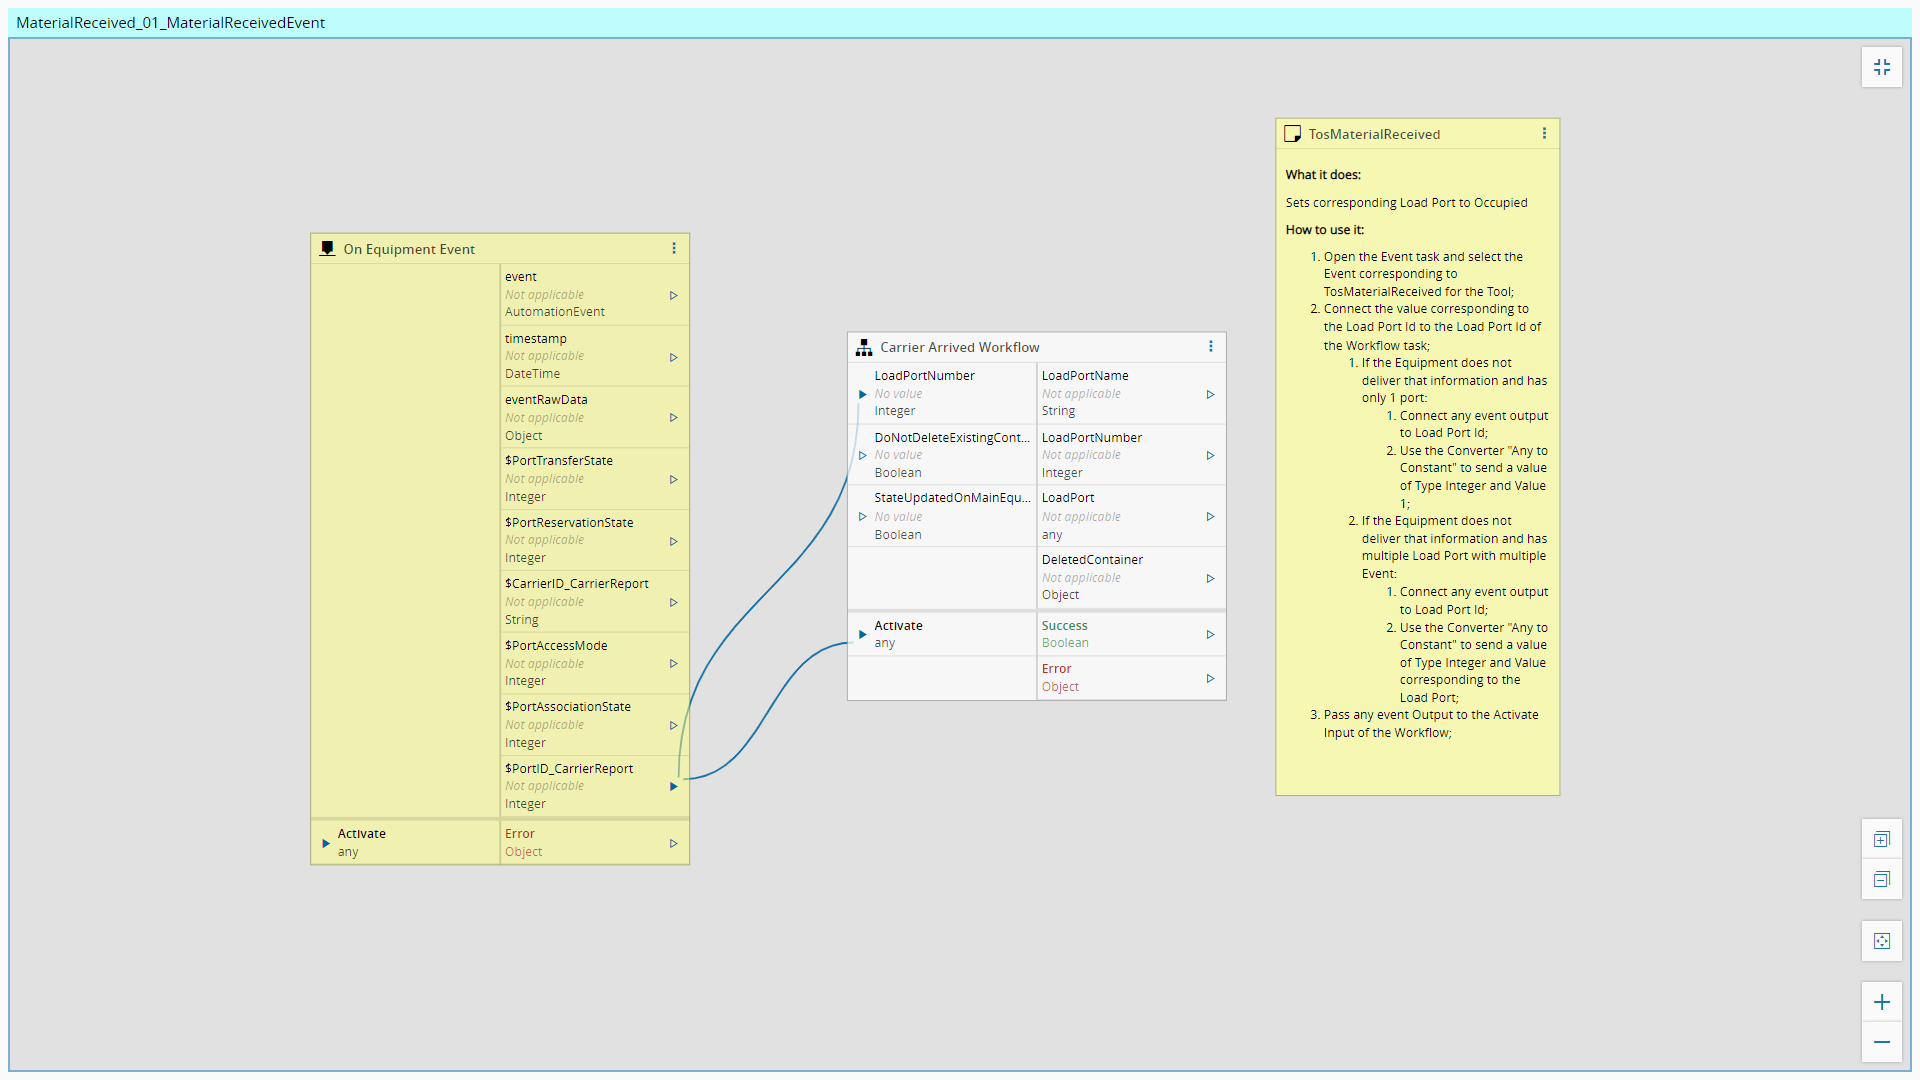 MaterialReceived_01_MaterialReceivedEvent
On Equipment Event
event
Not applicable
AutomationEvent
timestamp
Not applicable
DateTime
eventRawData
Not applicable
Object
$PortTransferState
Not applicable
Integer
$PortReservationState
Not applicable
Integer
$CarrierID_CarrierReport
Not applicable
String
$PortAccessMode
Not applicable
Integer
$PortAssociationState
Not applicable
Integer
$PortID_CarrierReport
Not applicable
Integer
Activate
any
Error
Object
Carrier Arrived Workflow
LoadPortNumber
No value
Integer
LoadPortName
Not applicable
String
DoNotDeleteExistingCont...
No value
Boolean
LoadPortNumber
Not applicable
Integer
StateUpdatedOnMainEqu...
No value
Boolean
LoadPort
Not applicable
any
DeletedContainer
Not applicable
Object
Activate
any
Success
Boolean
Error
Object
TosMaterialReceived
What it does:
Sets corresponding Load Port to Occupied
How to use it:
1. Open the Event task and select the
Event corresponding to
TosMaterialReceived for the Tool;
2. Connect the value corresponding to
the Load Port Id to the Load Port Id of
the Workflow task;
1. If the Equipment does not
deliver that information and has
only 1 port:
1. Connect any event output
to Load Port Id;
2. Use the Converter "Any to
Constant" to send a value
of Type Integer and Value
1;
2. If the Equipment does not
deliver that information and has
multiple Load Port with multiple
Event:
1. Connect any event output
to Load Port Id;
2. Use the Converter "Any to
Constant" to send a value
of Type Integer and Value
corresponding to the
Load Port;
3. Pass any event Output to the Activate
Input of the Workflow;